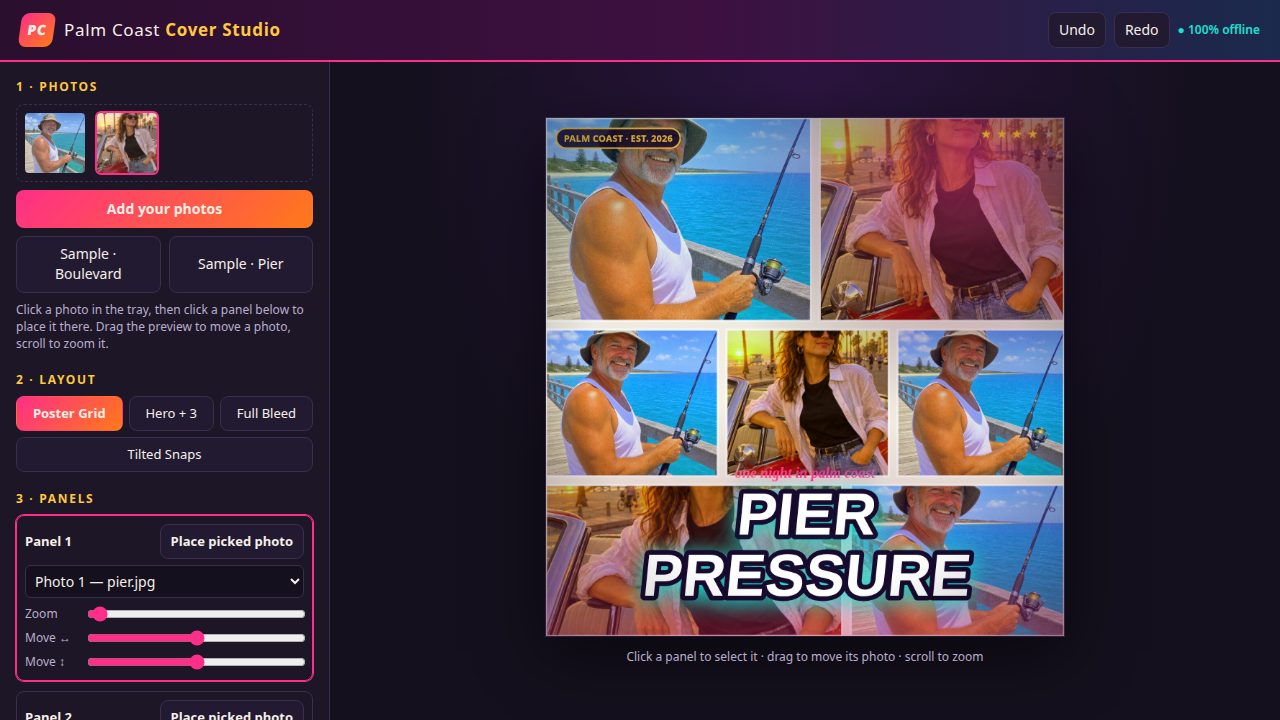 PC Palm Coast Cover Studio
Undo
Redo
● 100% offline
1 · PHOTOS
Add your photos
Sample · Boulevard
Sample · Pier
Click a photo in the tray, then click a panel below to
place it there. Drag the preview to move a photo,
scroll to zoom it.
2 · LAYOUT
Poster Grid
Hero + 3
Full Bleed
Tilted Snaps
3 · PANELS
Panel 1
Place picked photo
Photo 1 — pier.jpg
Zoom
Move ↔
Move ↕
Panel 2
Place picked photo
PALM COAST · EST. 2026
★ ★ ★ ★
one night in palm coast
PIER
PRESSURE
Click a panel to select it · drag to move its photo · scroll to zoom